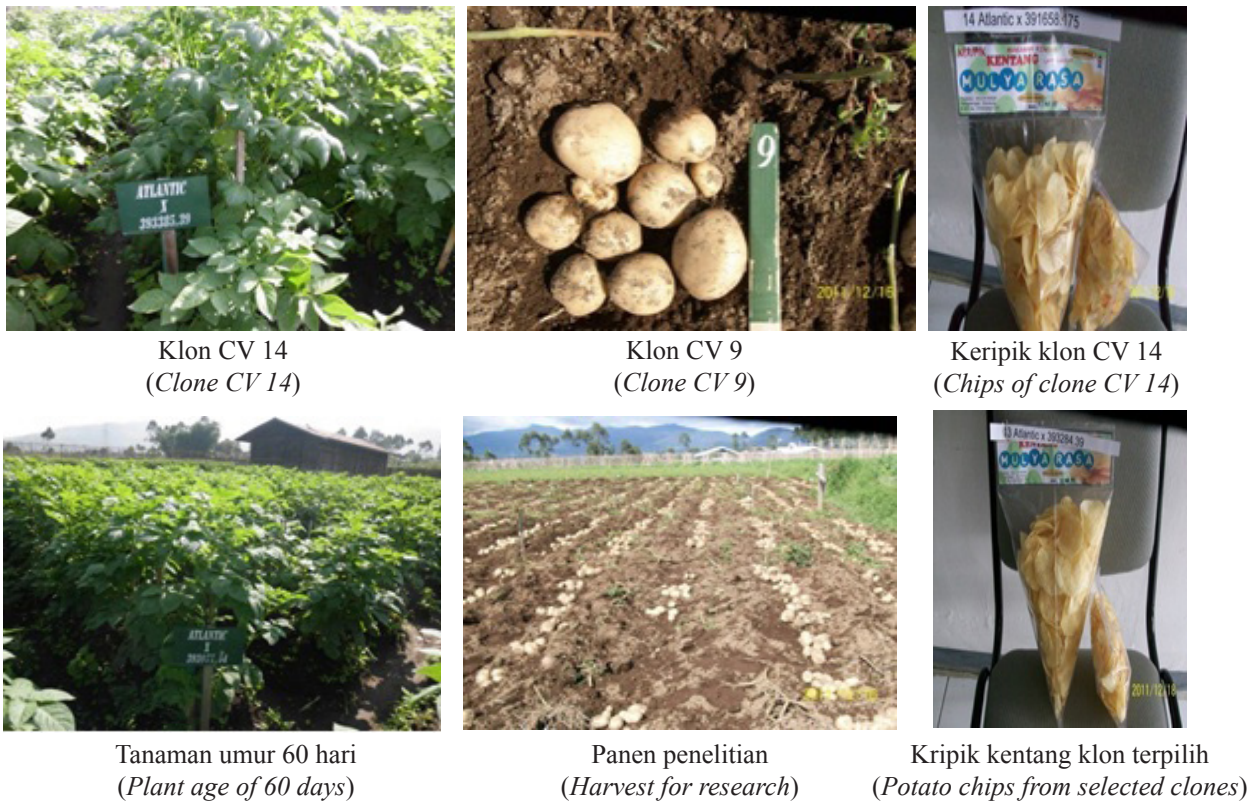 ATLANTIC
X
393385.39
9
2011/12/16
14 Atlantic x 391658.175
KENTANG
MULYA RASA
Klon CV 14
(Clone CV 14)
Klon CV 9
(Clone CV 9)
Keripik klon CV 14
(Chips of clone CV 14)
ATLANTIC
X
13 Atlantic x 393284.39
KENTANG
MULYA RASA
2011/12/16
Tanaman umur 60 hari
(Plant age of 60 days)
Panen penelitian
(Harvest for research)
Kripik kentang klon terpilih
(Potato chips from selected clones)